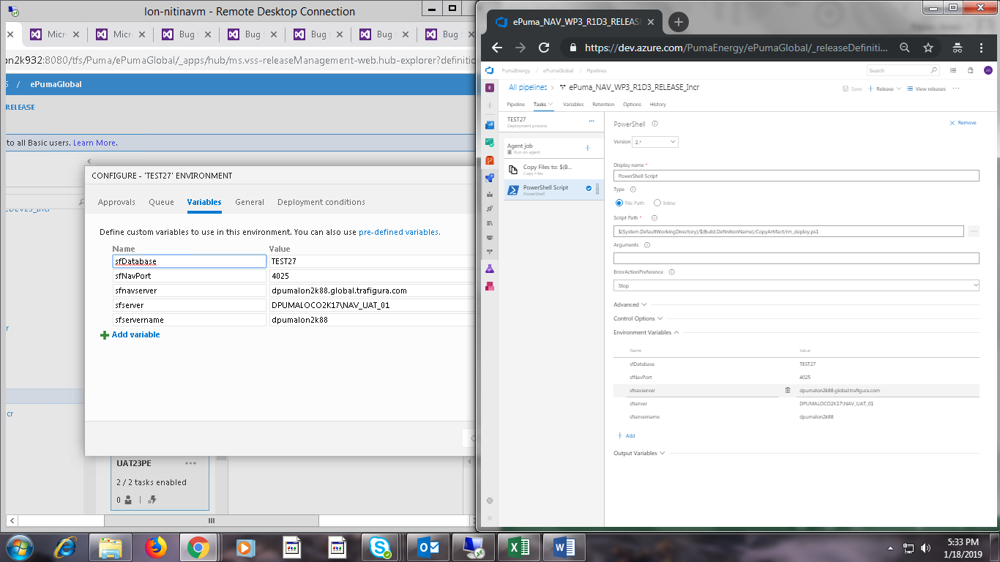 lon-nitinavm - Remote Desktop Connection
Micro
Micro
Bug
Bug
Bug
Bug
Bug
on2k932:8080/tfs/Puma/ePumaGlobal/_apps/hub/ms.vss-releaseManagement-web.hub-explorer?definitio
/ ePumaGlobal
RELEASE
to all Basic users. Learn More.
CONFIGURE - 'TEST27' ENVIRONMENT
Approvals
Queue
Variables
General
Deployment conditions
Define custom variables to use in this environment. You can also use pre-defined variables.
Name Value
sfDatabase TEST27
sfNavPort 4025
sfnavserver dpumalon2k88.global.trafigura.com
sfserver DPUMALOCO2K17\NAV_UAT_01
sfservername dpumalon2k88
Add variable
cr
UAT23PE
2 / 2 tasks enabled
0
ePuma_NAV_WP3_R1D3_RELEAS
https://dev.azure.com/PumaEnergy/ePumaGlobal/_releaseDefiniti...
PumaEnergy / ePumaGlobal / Pipelines
Search
AR
E
All pipelines > ePuma_NAV_WP3_R1D3_RELEASE_Incr
Save
Release
View releases
Pipeline
Tasks
Variables
Retention
Options
History
TEST27
Deployment process
Agent job
Run on agent
Copy Files to: $(B...
Copy Files
PowerShell Script
PowerShell
PowerShell
Remove
Version 2.*
Display name *
PowerShell Script
Type
File Path
Inline
Script Path *
$(System.DefaultWorkingDirectory)/$(Build.DefinitionName)/CopyArtifact/rm_deploy.ps1
Arguments
ErrorActionPreference
Stop
Advanced
Control Options
Environment Variables
Name Value
sfDatabase TEST27
sfNavPort 4025
sfnavserver dpumalon2k88.global.trafigura.com
sfserver DPUMALOCO2K17\NAV_UAT_01
sfservername dpumalon2k88
Add
Output Variables
5:33 PM
1/18/2019